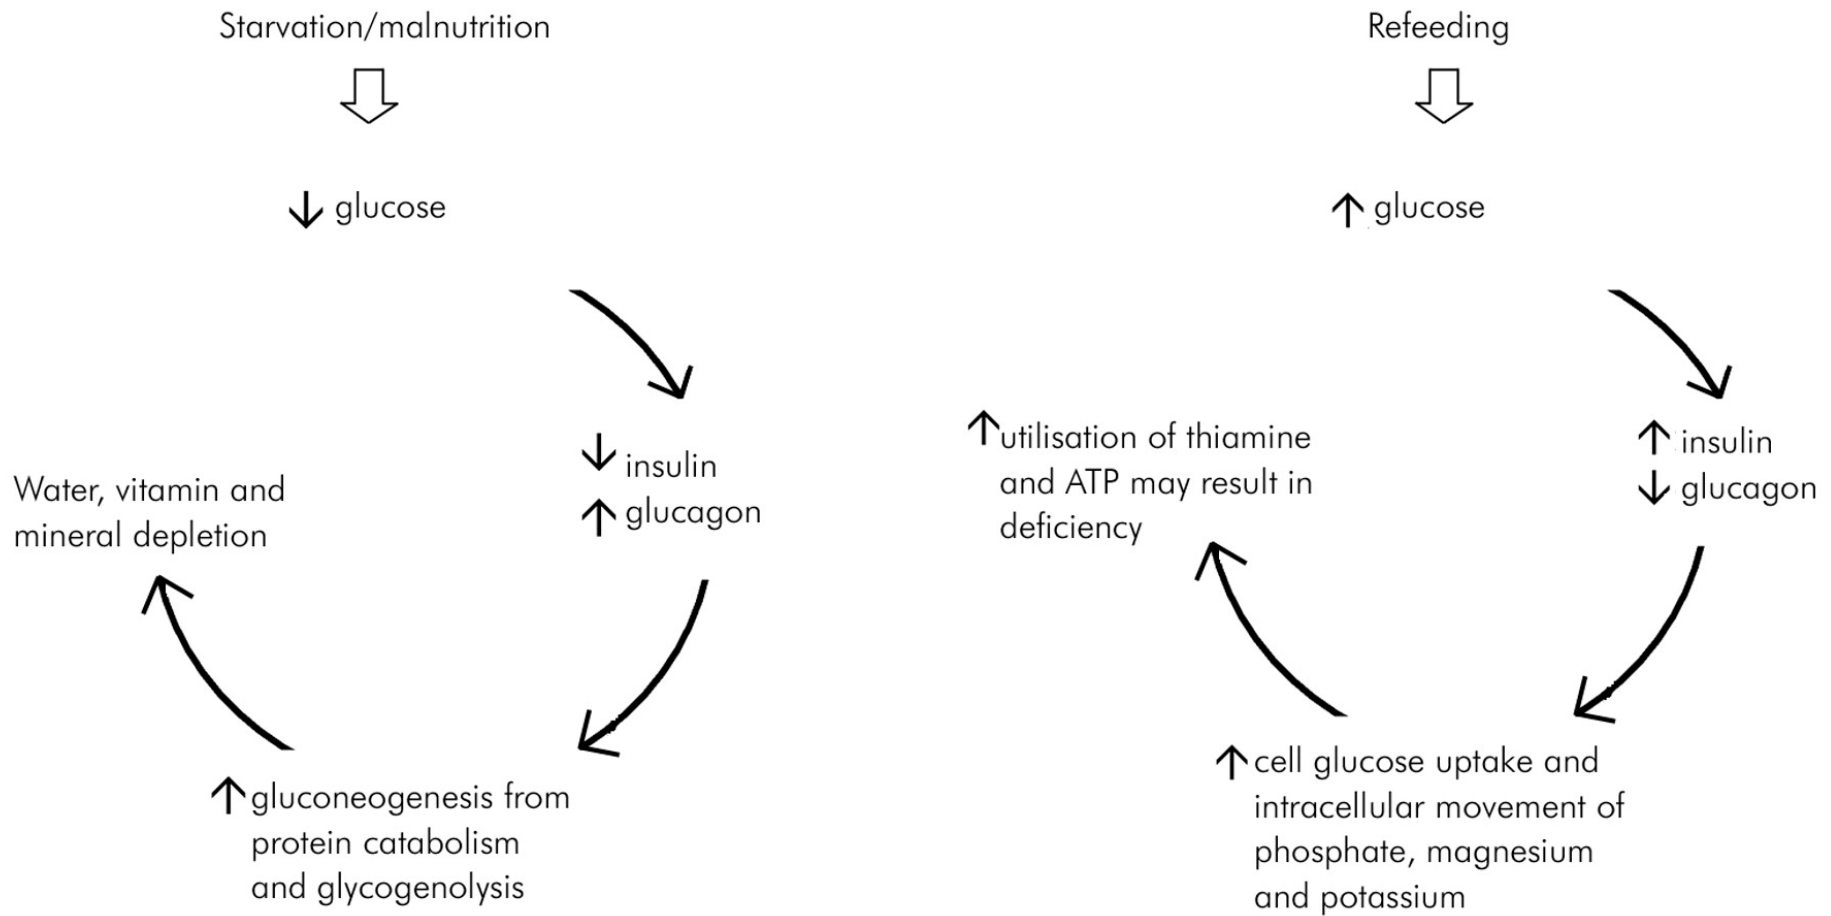 Starvation/malnutrition
↓ glucose
↓ insulin
↑ glucagon
↑ gluconeogenesis from
protein catabolism
and glycogenolysis
Water, vitamin and
mineral depletion
Refeeding
↑ glucose
↑ insulin
↓ glucagon
↑ cell glucose uptake and
intracellular movement of
phosphate, magnesium
and potassium
↑ utilisation of thiamine
and ATP may result in
deficiency